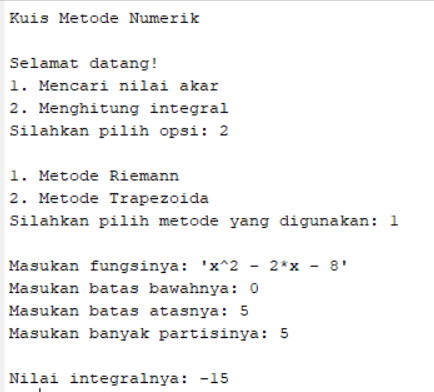 Kuis Metode Numerik
Selamat datang!
1. Mencari nilai akar
2. Menghitung integral
Silahkan pilih opsi: 2
1. Metode Riemann
2. Metode Trapezoida
Silahkan pilih metode yang digunakan: 1
Masukan fungsinya: 'x^2 - 2*x - 8'
Masukan batas bawahnya: 0
Masukan batas atasnya: 5
Masukan banyak partisinya: 5
Nilai integralnya: -15